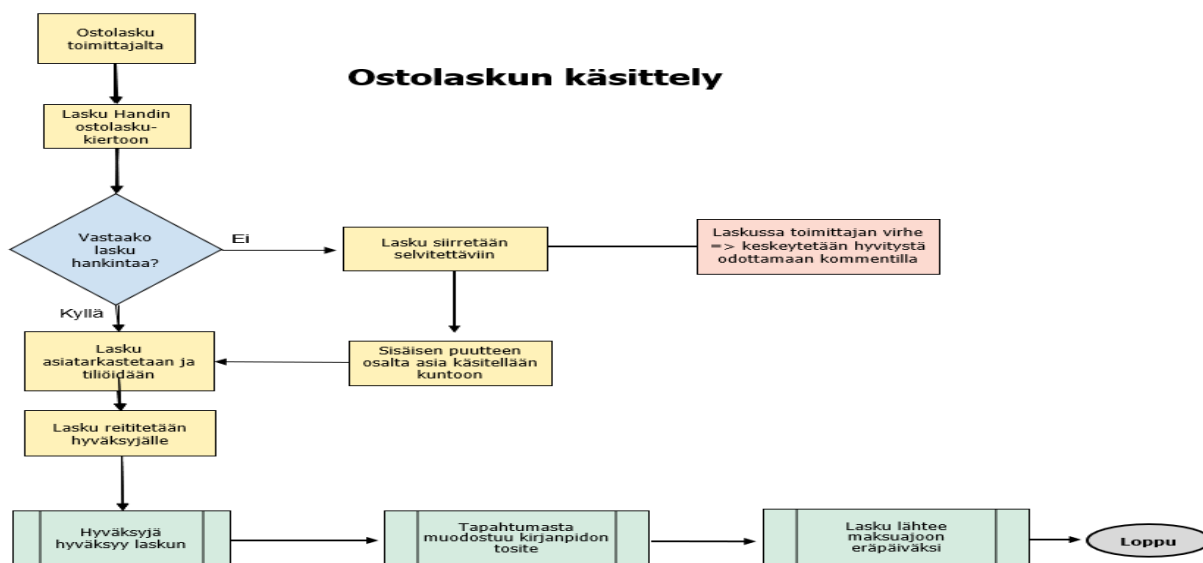 Ostolasku
toimittajalta
Ostolaskun käsittely
Lasku Handin
ostolasku-
kiertoon
Vastaako
lasku
hankintaa?
Ei
Lasku siirretään
selvitettäviin
Laskussa toimittajan virhe
=> keskeytetään hyvitystä
odottamaan kommentilla
Kyllä
Lasku
asiatarkastetaan ja
tiliöidään
Sisäisen puutteen
osalta asia käsitellään
kuntoon
Lasku reititetään
hyväksyjälle
Hyväksyjä
hyväksyy laskun
Tapahtumasta
muodostuu kirjanpidon
tosite
Lasku lähtee
maksuajoon
eräpäiväksi
Loppu